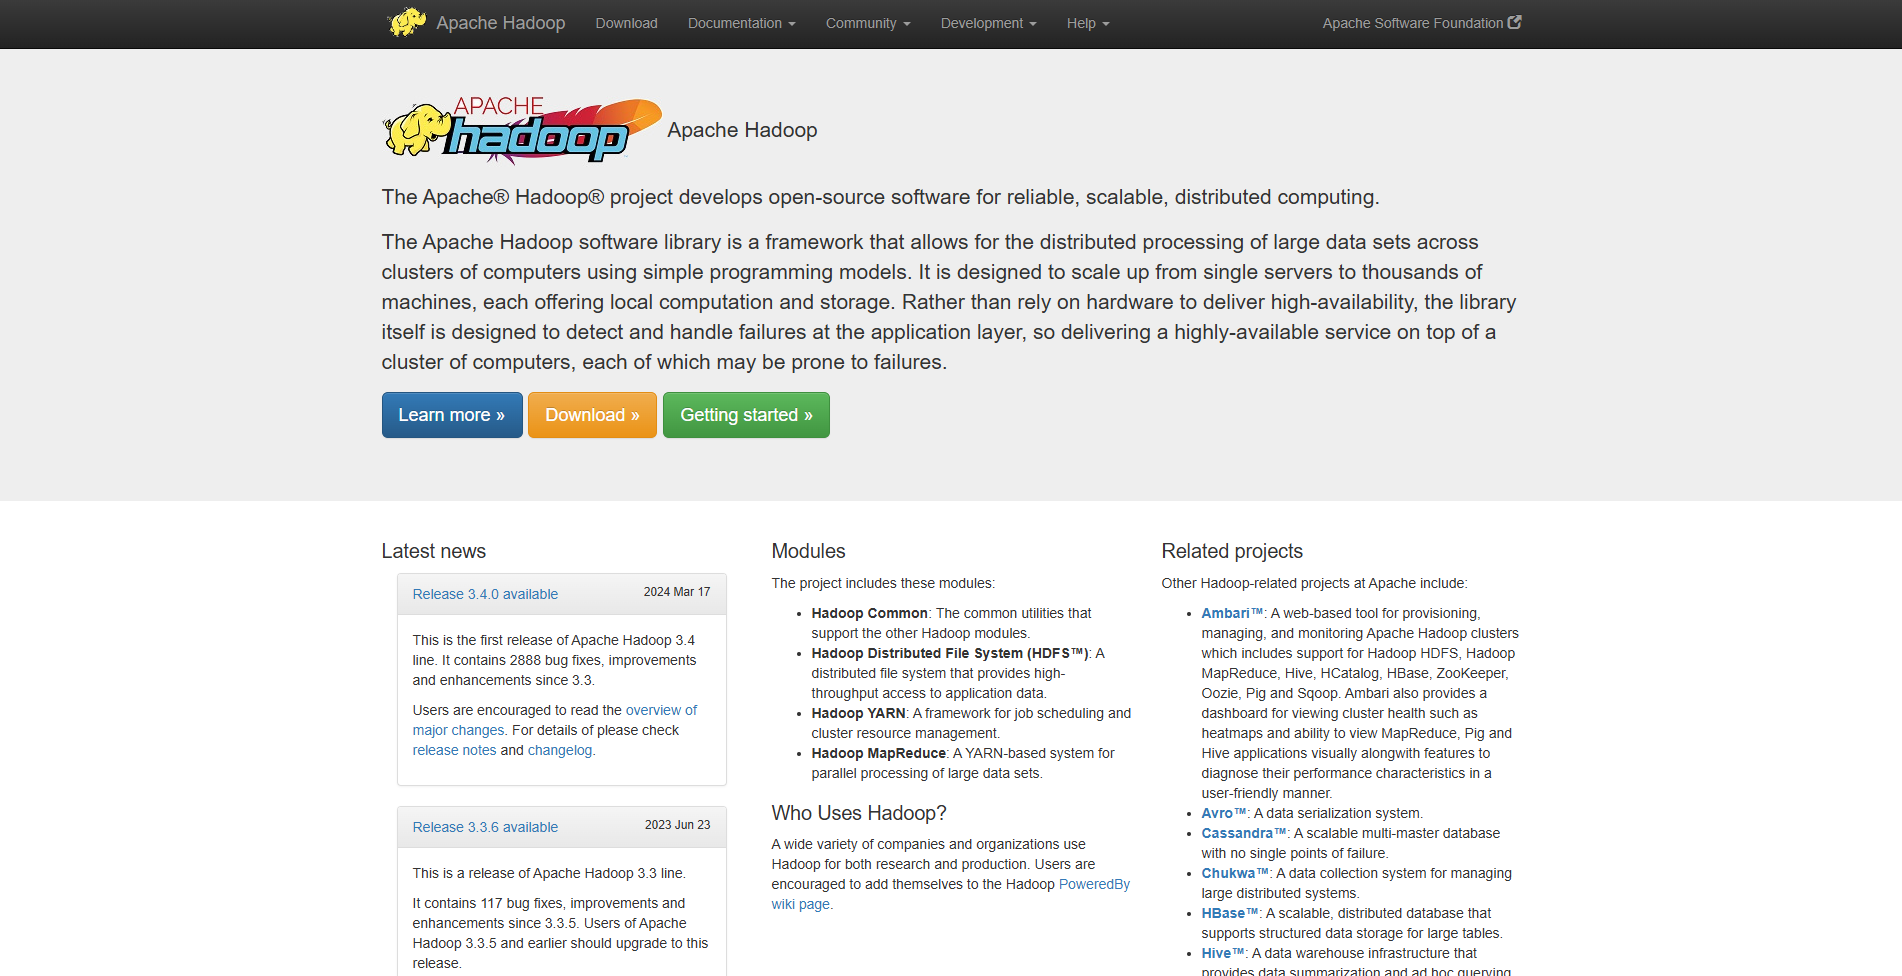 Apache Hadoop
Download
Documentation
Community
Development
Help
Apache Software Foundation
APACHE
hadoop
Apache Hadoop
The Apache® Hadoop® project develops open-source software for reliable, scalable, distributed computing.
The Apache Hadoop software library is a framework that allows for the distributed processing of large data sets across
clusters of computers using simple programming models. It is designed to scale up from single servers to thousands of
machines, each offering local computation and storage. Rather than rely on hardware to deliver high-availability, the library
itself is designed to detect and handle failures at the application layer, so delivering a highly-available service on top of a
cluster of computers, each of which may be prone to failures.
Learn more »
Download »
Getting started »
Latest news
Release 3.4.0 available
2024 Mar 17
This is the first release of Apache Hadoop 3.4
line. It contains 2888 bug fixes, improvements
and enhancements since 3.3.
Users are encouraged to read the overview of
major changes. For details of please check
release notes and changelog.
Release 3.3.6 available
2023 Jun 23
This is a release of Apache Hadoop 3.3 line.
It contains 117 bug fixes, improvements and
enhancements since 3.3.5. Users of Apache
Hadoop 3.3.5 and earlier should upgrade to this
release.
Modules
The project includes these modules:
• Hadoop Common: The common utilities that
support the other Hadoop modules.
• Hadoop Distributed File System (HDFS™): A
distributed file system that provides high-
throughput access to application data.
• Hadoop YARN: A framework for job scheduling and
cluster resource management.
• Hadoop MapReduce: A YARN-based system for
parallel processing of large data sets.
Who Uses Hadoop?
A wide variety of companies and organizations use
Hadoop for both research and production. Users are
encouraged to add themselves to the Hadoop PoweredBy
wiki page.
Related projects
Other Hadoop-related projects at Apache include:
• Ambari™: A web-based tool for provisioning,
managing, and monitoring Apache Hadoop clusters
which includes support for Hadoop HDFS, Hadoop
MapReduce, Hive, HCatalog, HBase, ZooKeeper,
Oozie, Pig and Sqoop. Ambari also provides a
dashboard for viewing cluster health such as
heatmaps and ability to view MapReduce, Pig and
Hive applications visually alongwith features to
diagnose their performance characteristics in a
user-friendly manner.
• Avro™: A data serialization system.
• Cassandra™: A scalable multi-master database
with no single points of failure.
• Chukwa™: A data collection system for managing
large distributed systems.
• HBase™: A scalable, distributed database that
supports structured data storage for large tables.
• Hive™: A data warehouse infrastructure that
provides data summarization and ad hoc querying